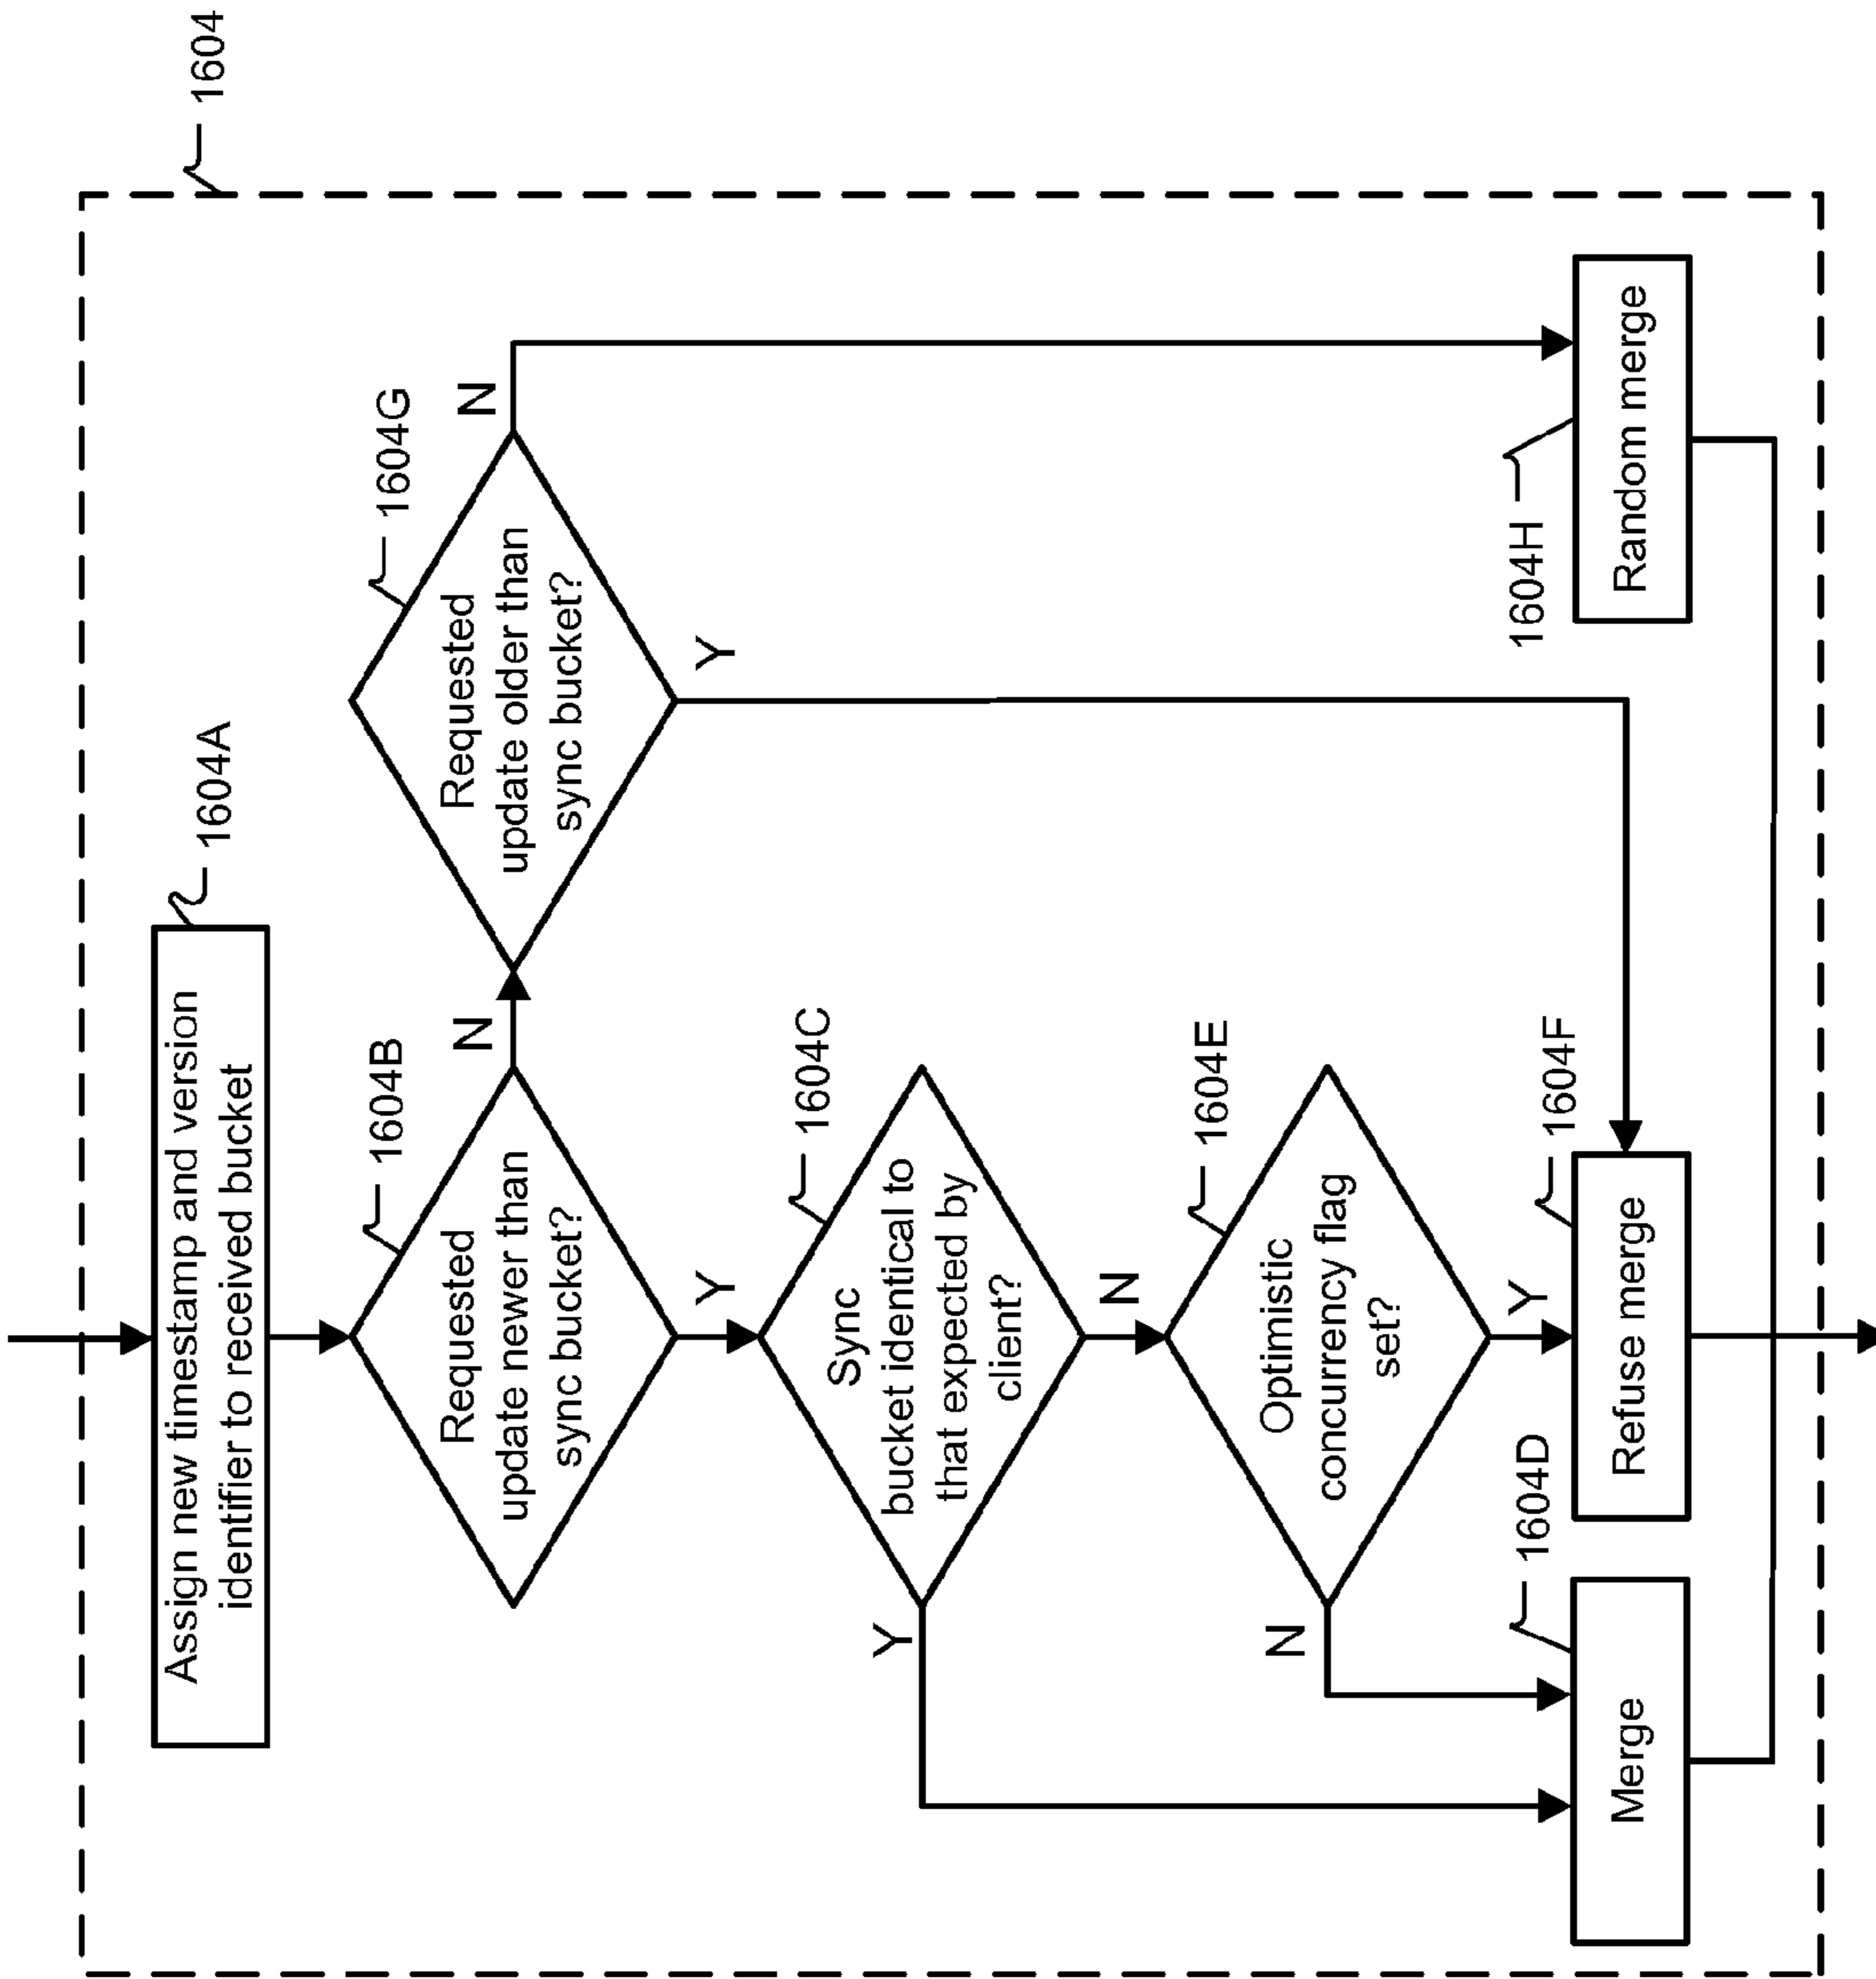 1604
Assign new timestamp and version
identifier to received bucket
1604A
Requested
update newer than
sync bucket?
1604B
N
Y
Requested
update older than
sync bucket?
1604G
N
Y
Sync
bucket identical to
that expected by
client?
1604C
Y
N
Optimistic
concurrency flag
set?
1604E
N
Y
Merge
1604D
Refuse merge
1604F
Random merge
1604H